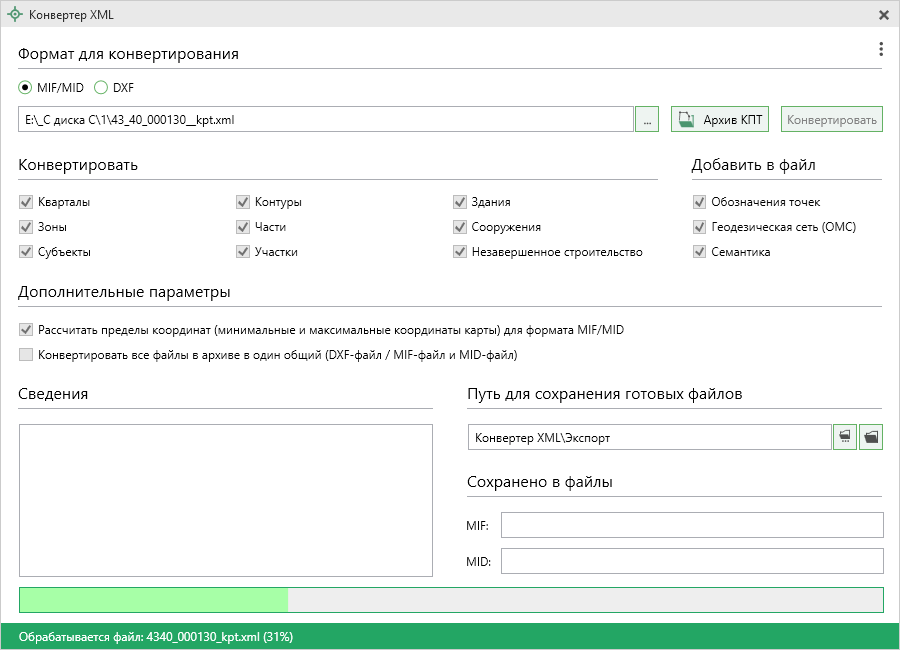 Конвертер XML
Формат для конвертирования
MIF/MID DXF
E:\_С диска C\1\43_40_000130__kpt.xml ... Архив КПТ Конвертировать
Конвертировать Добавить в файл
Кварталы Контуры Здания Обозначения точек
Зоны Части Сооружения Геодезическая сеть (ОМС)
Субъекты Участки Незавершенное строительство Семантика
Дополнительные параметры
Рассчитать пределы координат (минимальные и максимальные координаты карты) для формата MIF/MID
Конвертировать все файлы в архиве в один общий (DXF-файл / MIF-файл и MID-файл)
Сведения Путь для сохранения готовых файлов
Конвертер XML\Экспорт
Сохранено в файлы
MIF:
MID:
Обрабатывается файл: 4340_000130_kpt.xml (31%)